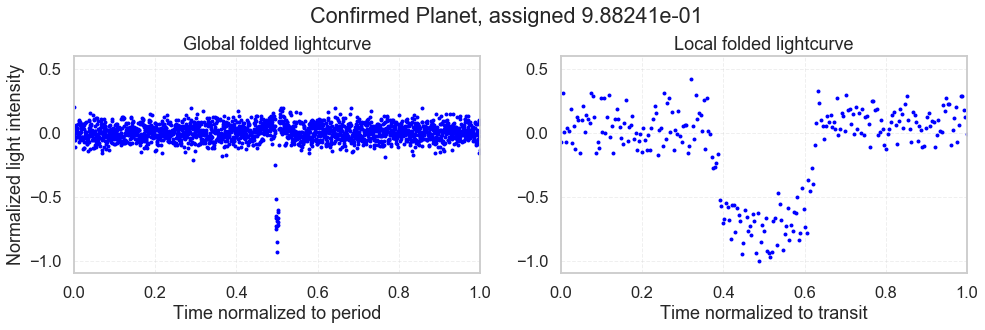 Confirmed Planet, assigned 9.88241e-01
Global folded lightcurve
Local folded lightcurve
Normalized light intensity
0.5
0.0
−0.5
−1.0
0.0 0.2 0.4 0.6 0.8 1.0
Time normalized to period
0.5
0.0
−0.5
−1.0
0.0 0.2 0.4 0.6 0.8 1.0
Time normalized to transit